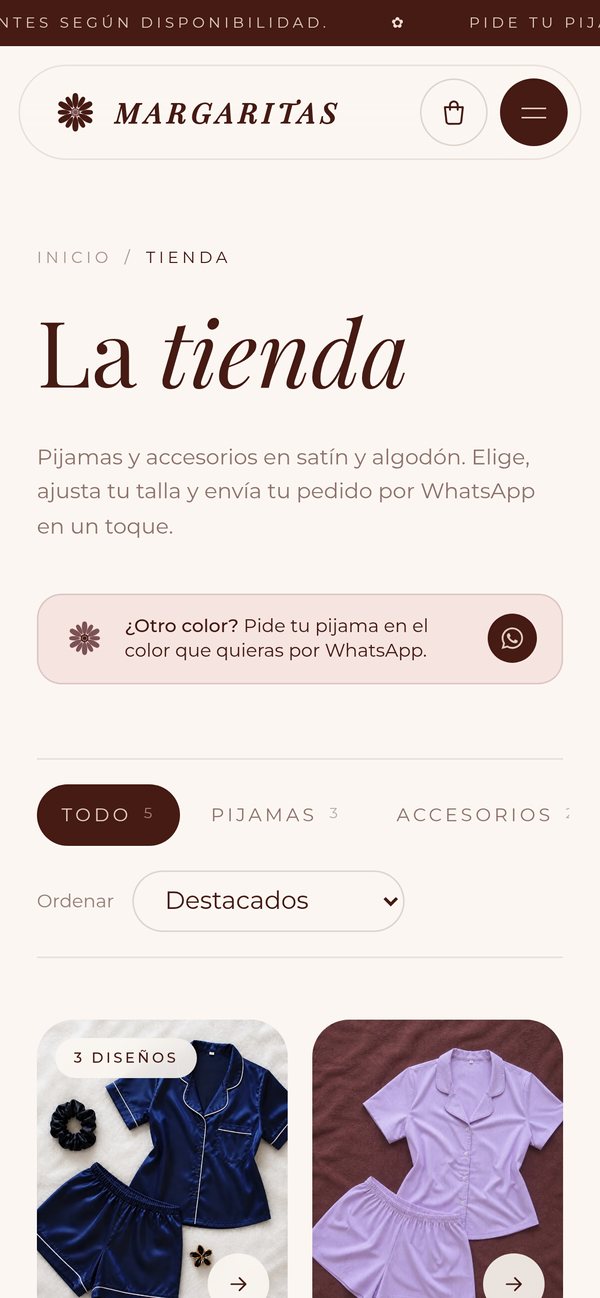 SEGÚN DISPONIBILIDAD. ✿ PIDE TU
MARGARITAS
INICIO / TIENDA
La tienda
Pijamas y accesorios en satín y algodón. Elige,
ajusta tu talla y envía tu pedido por WhatsApp
en un toque.
¿Otro color? Pide tu pijama en el
color que quieras por WhatsApp.
TODO 5 PIJAMAS 3 ACCESORIOS
Ordenar Destacados
3 DISEÑOS